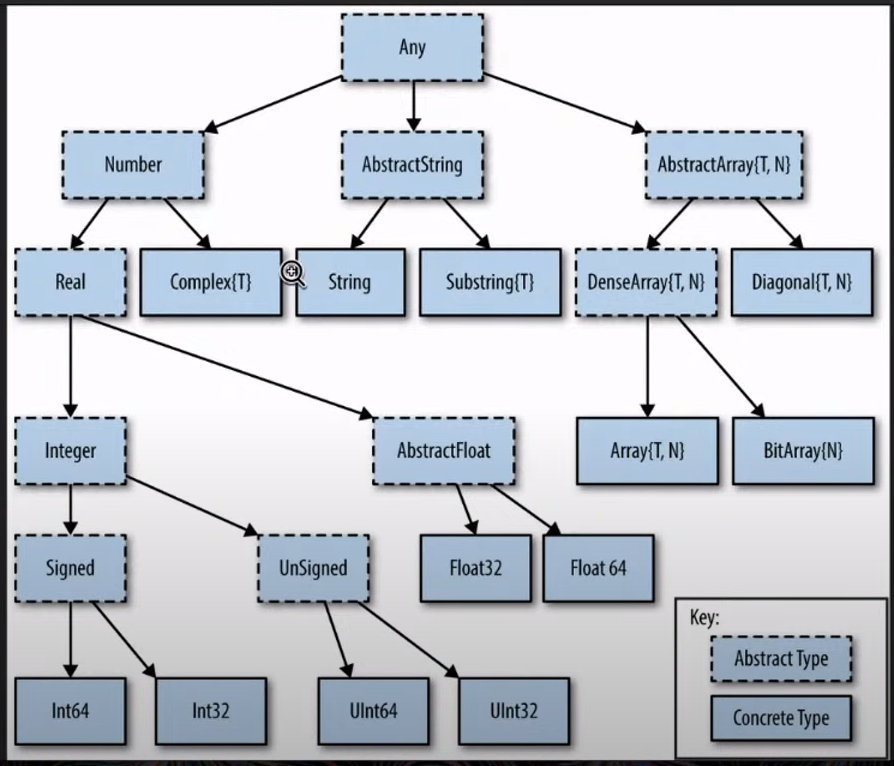 Any
Number
AbstractString
AbstractArray{T, N}
Real
Complex{T}
String
Substring{T}
DenseArray{T, N}
Diagonal{T, N}
Integer
AbstractFloat
Array{T, N}
BitArray{N}
Signed
UnSigned
Float32
Float 64
Int64
Int32
UInt64
UInt32
Key:
Abstract Type
Concrete Type